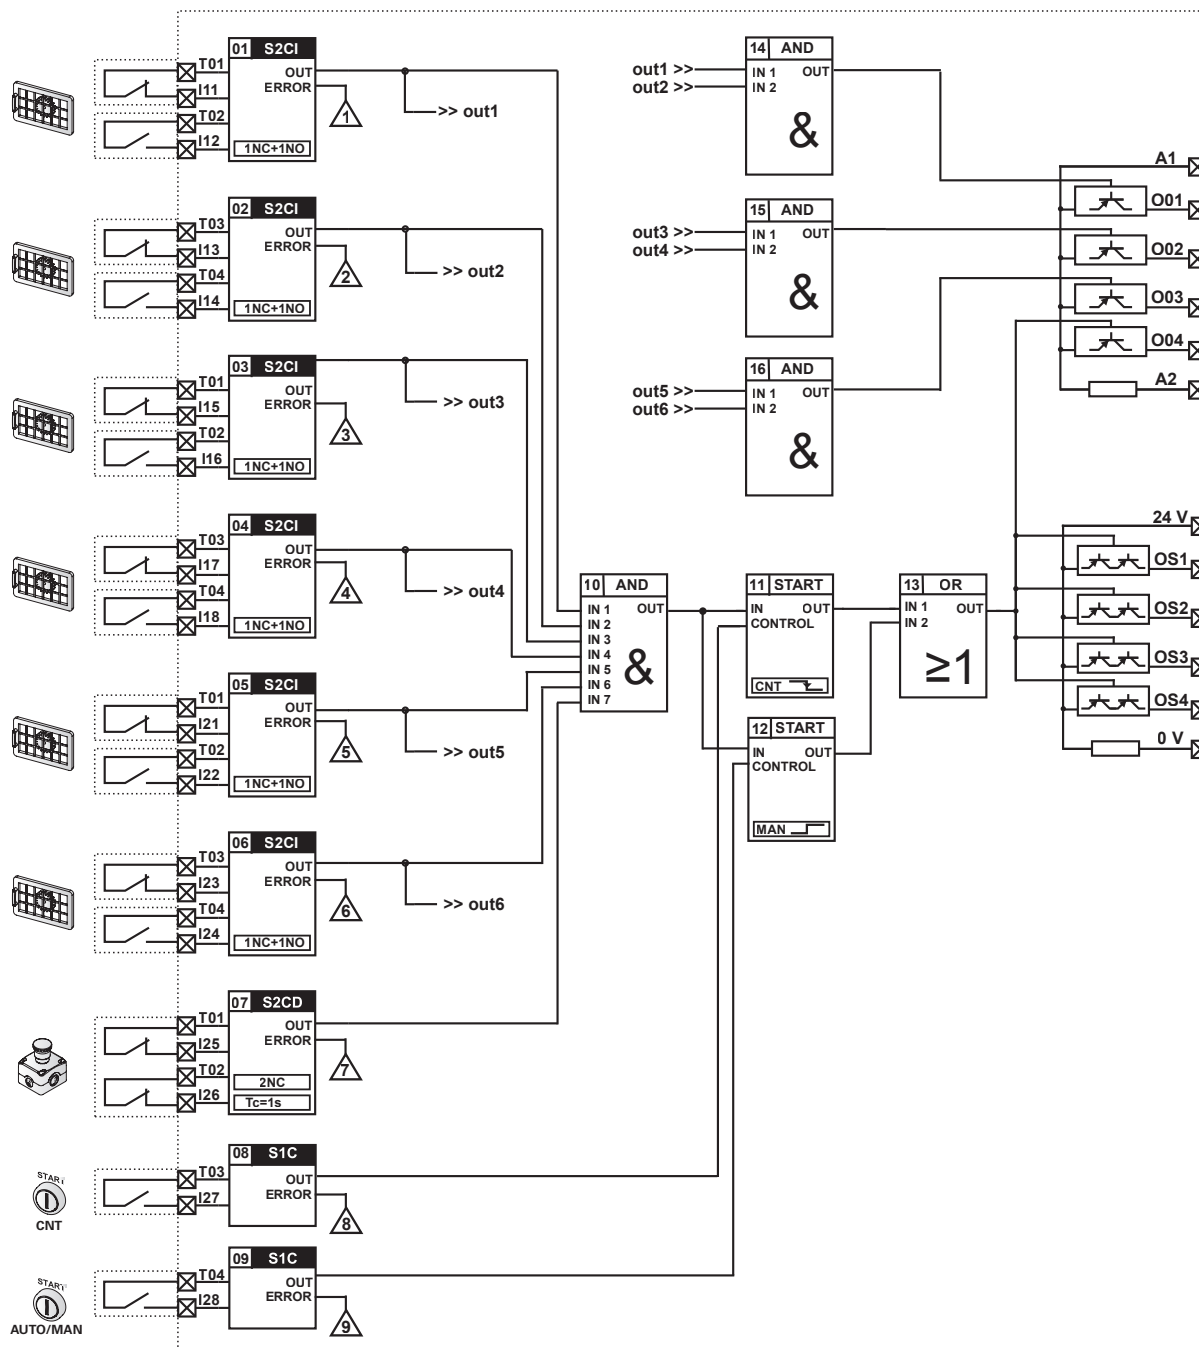 01 S2CI
T01
OUT
I11
ERROR
T02
1
>> out1
I12
1NC+1NO
02 S2CI
T03
OUT
I13
ERROR
T04
2
>> out2
I14
1NC+1NO
03 S2CI
T01
OUT
I15
ERROR
T02
3
>> out3
I16
1NC+1NO
04 S2CI
T03
OUT
I17
ERROR
T04
4
>> out4
I18
1NC+1NO
05 S2CI
T01
OUT
I21
ERROR
T02
5
>> out5
I22
1NC+1NO
06 S2CI
T03
OUT
I23
ERROR
T04
6
>> out6
I24
1NC+1NO
07 S2CD
T01
OUT
I25
ERROR
T02
7
2NC
I26
Tc=1s
08 S1C
T03
OUT
I27
ERROR
8
START
CNT
09 S1C
T04
OUT
I28
ERROR
9
START
AUTO/MAN
10 AND
IN 1 OUT
IN 2
IN 3
IN 4
IN 5
IN 6
IN 7
&
11 START
IN OUT
CONTROL
CNT
12 START
IN OUT
CONTROL
MAN
13 OR
IN 1 OUT
IN 2
≥1
14 AND
out1 >> IN 1 OUT
out2 >> IN 2
&
15 AND
out3 >> IN 1 OUT
out4 >> IN 2
&
16 AND
out5 >> IN 1 OUT
out6 >> IN 2
&
A1
O01
O02
O03
O04
A2
24 V
OS1
OS2
OS3
OS4
0 V